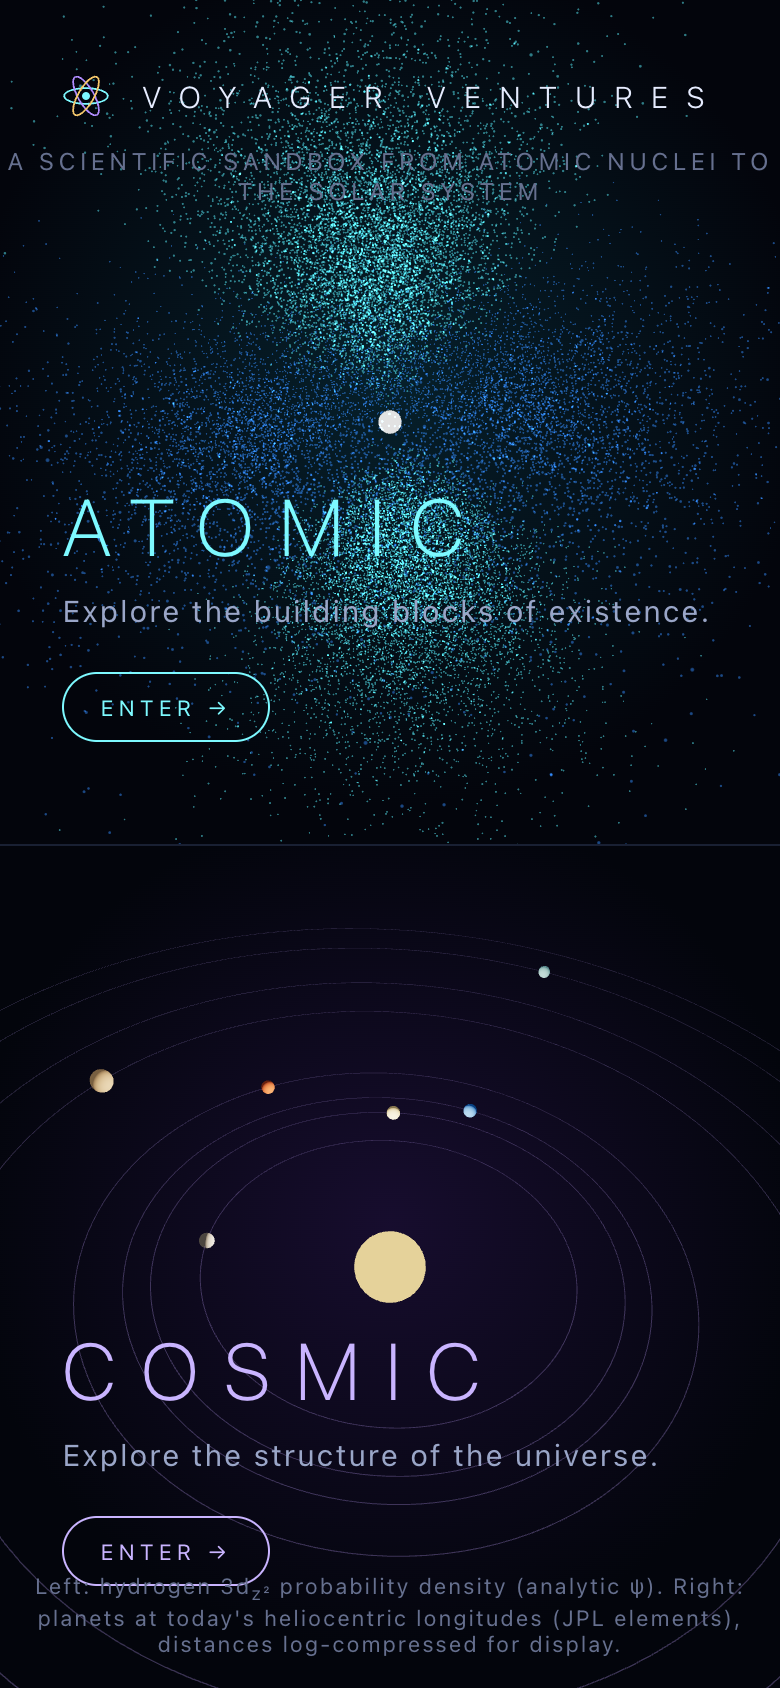 VOYAGER VENTURES
A SCIENTIFIC SANDBOX FROM ATOMIC NUCLEI TO
THE SOLAR SYSTEM
ATOMIC
Explore the building blocks of existence.
ENTER →
COSMIC
Explore the structure of the universe.
ENTER →
Left: hydrogen 3d_z² probability density (analytic ψ). Right:
planets at today's heliocentric longitudes (JPL elements),
distances log-compressed for display.